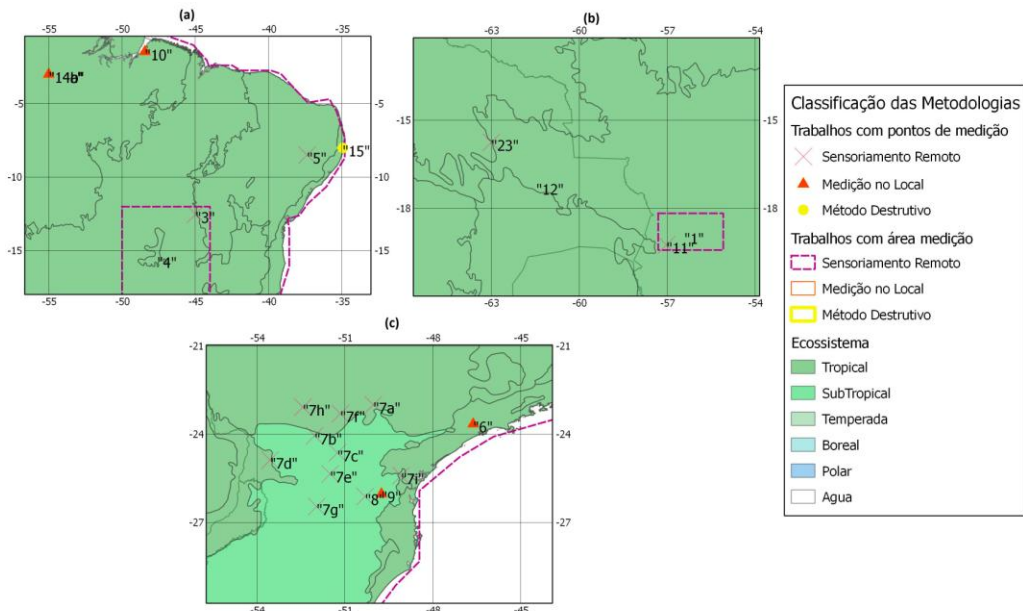 (a)
-55 -50 -45 -40 -35
"10"
-5
"15"
"5"
-10
"3"
"4"
-15
-55 -50 -45 -40 -35
(b)
-63 -60 -57 -54
-15 -15
"23"
"12"
-18 -18
"1"
"11"
-63 -60 -57 -54
(c)
-21 -54 -51 -48 -45 -21
"7h" "7a"
"7f"
"6"
-24 "7b" -24
"7c"
"7d"
"7e" "7i"
"8" "9"
"7g"
-27 -27
-54 -51 -48 -45
Classificação das Metodologias
Trabalhos com pontos de medição
Sensoriamento Remoto
Medição no Local
Método Destrutivo
Trabalhos com área medição
Sensoriamento Remoto
Medição no Local
Método Destrutivo
Ecossistema
Tropical
SubTropical
Temperada
Boreal
Polar
Agua